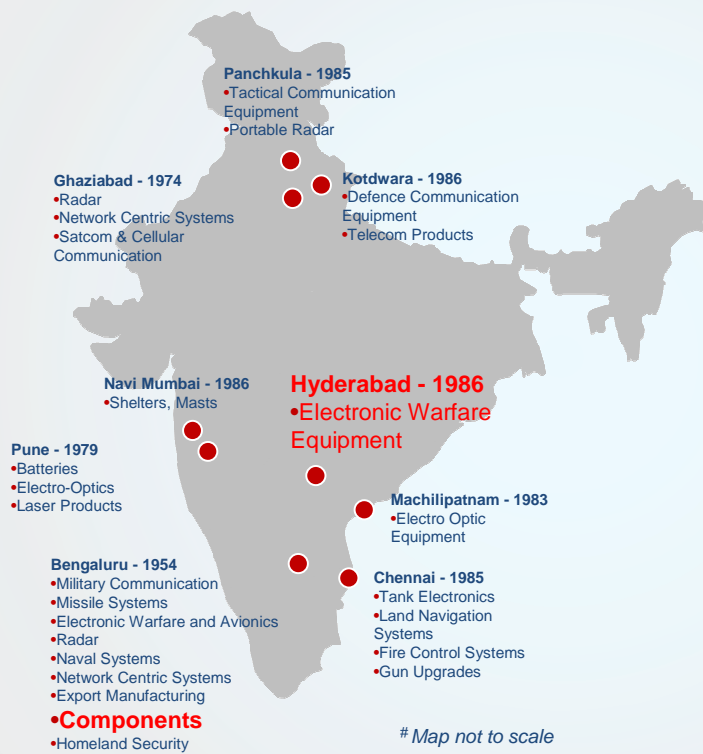 Panchkula - 1985
•Tactical Communication
Equipment
•Portable Radar
Ghaziabad - 1974
•Radar
•Network Centric Systems
•Satcom & Cellular
Communication
Kotdwara - 1986
•Defence Communication
Equipment
•Telecom Products
Navi Mumbai - 1986
•Shelters, Masts
Hyderabad - 1986
•Electronic Warfare
Equipment
Pune - 1979
•Batteries
•Electro-Optics
•Laser Products
Machilipatnam - 1983
•Electro Optic
Equipment
Bengaluru - 1954
•Military Communication
•Missile Systems
•Electronic Warfare and Avionics
•Radar
•Naval Systems
•Network Centric Systems
•Export Manufacturing
•Components
•Homeland Security
Chennai - 1985
•Tank Electronics
•Land Navigation
Systems
•Fire Control Systems
•Gun Upgrades
# Map not to scale